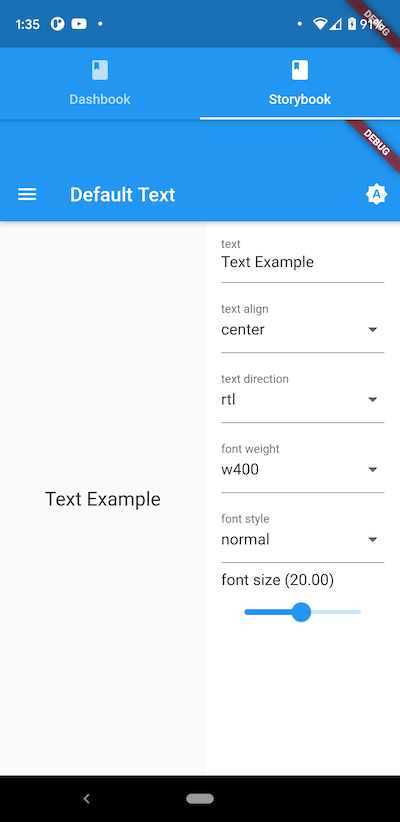 1:35
91%
DEBUG
Dashbook
Storybook
DEBUG
Default Text
A
text
Text Example
text align
center
text direction
rtl
font weight
w400
Text Example
font style
normal
font size (20.00)